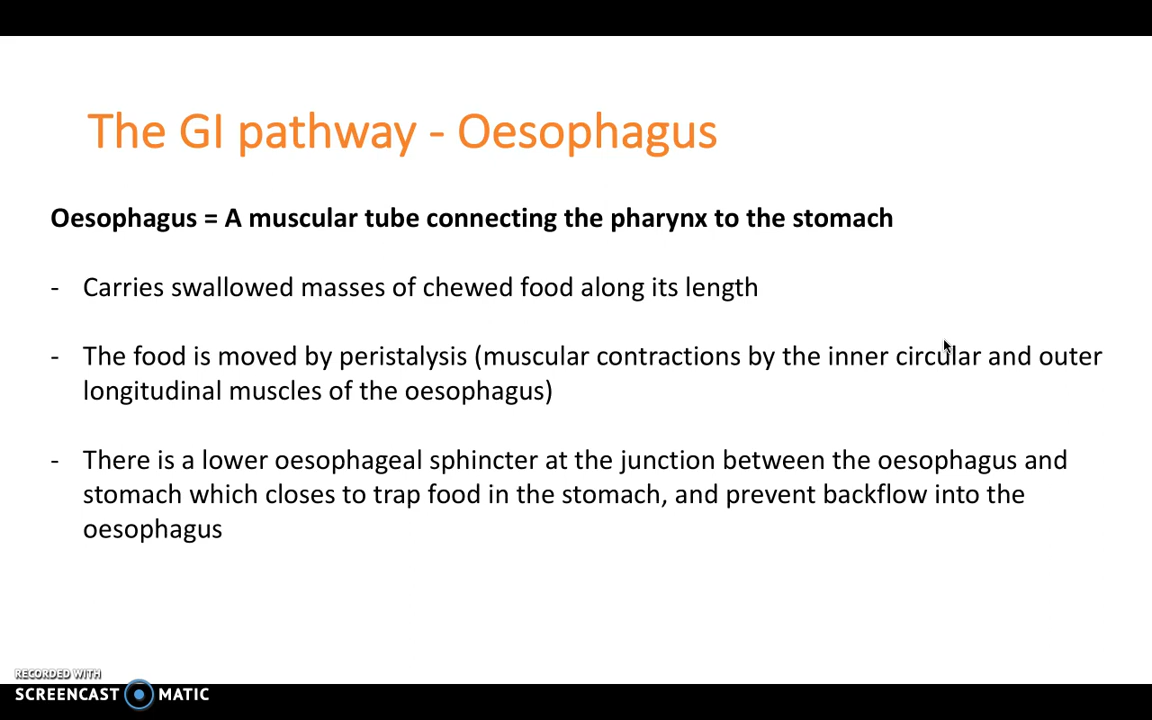 The GI pathway - Oesophagus
Oesophagus = A muscular tube connecting the pharynx to the stomach
- Carries swallowed masses of chewed food along its length
- The food is moved by peristalysis (muscular contractions by the inner circular and outer
longitudinal muscles of the oesophagus)
- There is a lower oesophageal sphincter at the junction between the oesophagus and
stomach which closes to trap food in the stomach, and prevent backflow into the
oesophagus
RECORDED WITH
SCREENCAST MATIC